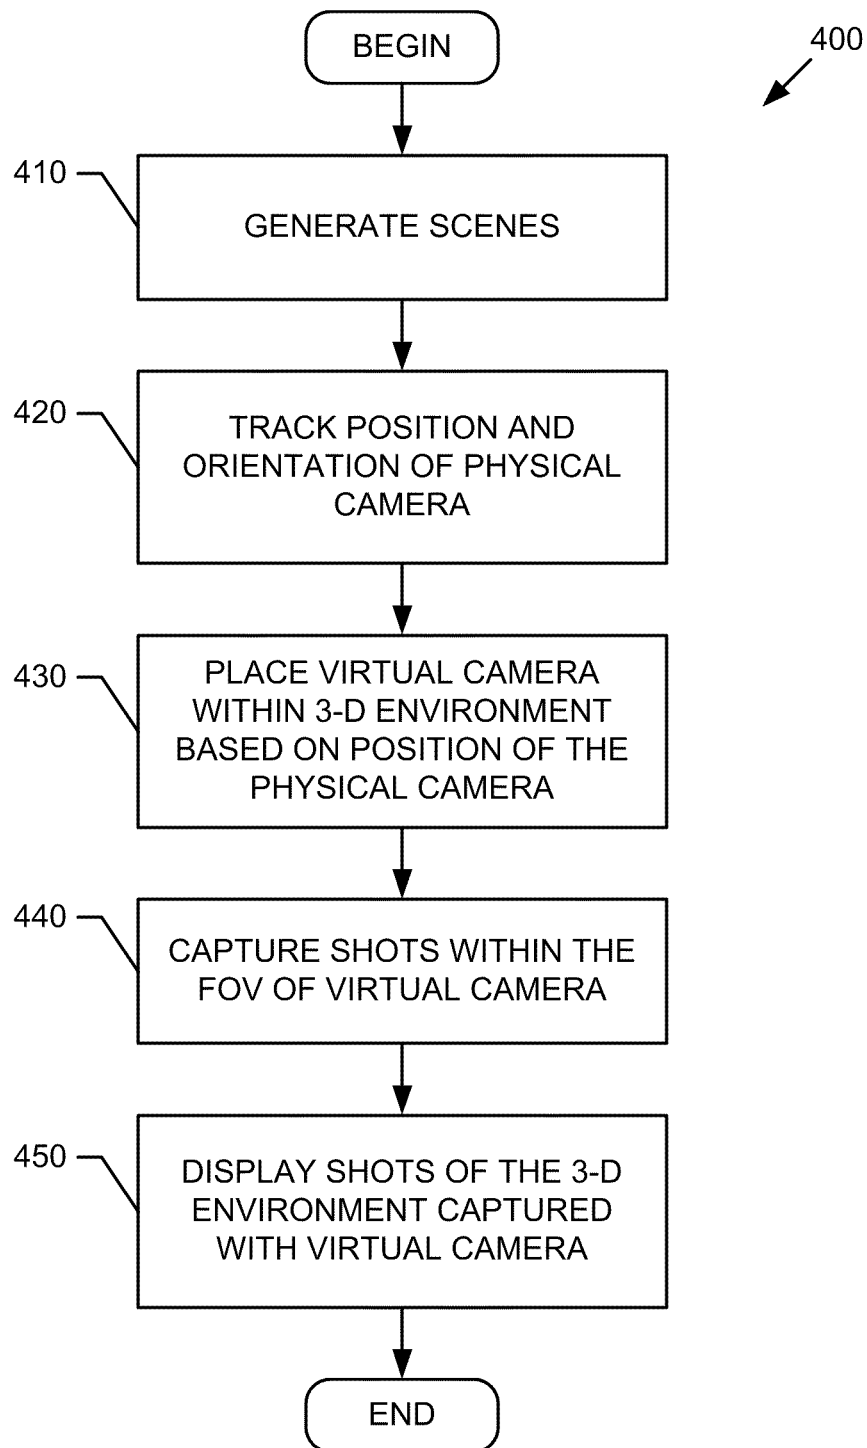 BEGIN
400
410
GENERATE SCENES
420
TRACK POSITION AND
ORIENTATION OF PHYSICAL
CAMERA
430
PLACE VIRTUAL CAMERA
WITHIN 3-D ENVIRONMENT
BASED ON POSITION OF THE
PHYSICAL CAMERA
440
CAPTURE SHOTS WITHIN THE
FOV OF VIRTUAL CAMERA
450
DISPLAY SHOTS OF THE 3-D
ENVIRONMENT CAPTURED
WITH VIRTUAL CAMERA
END